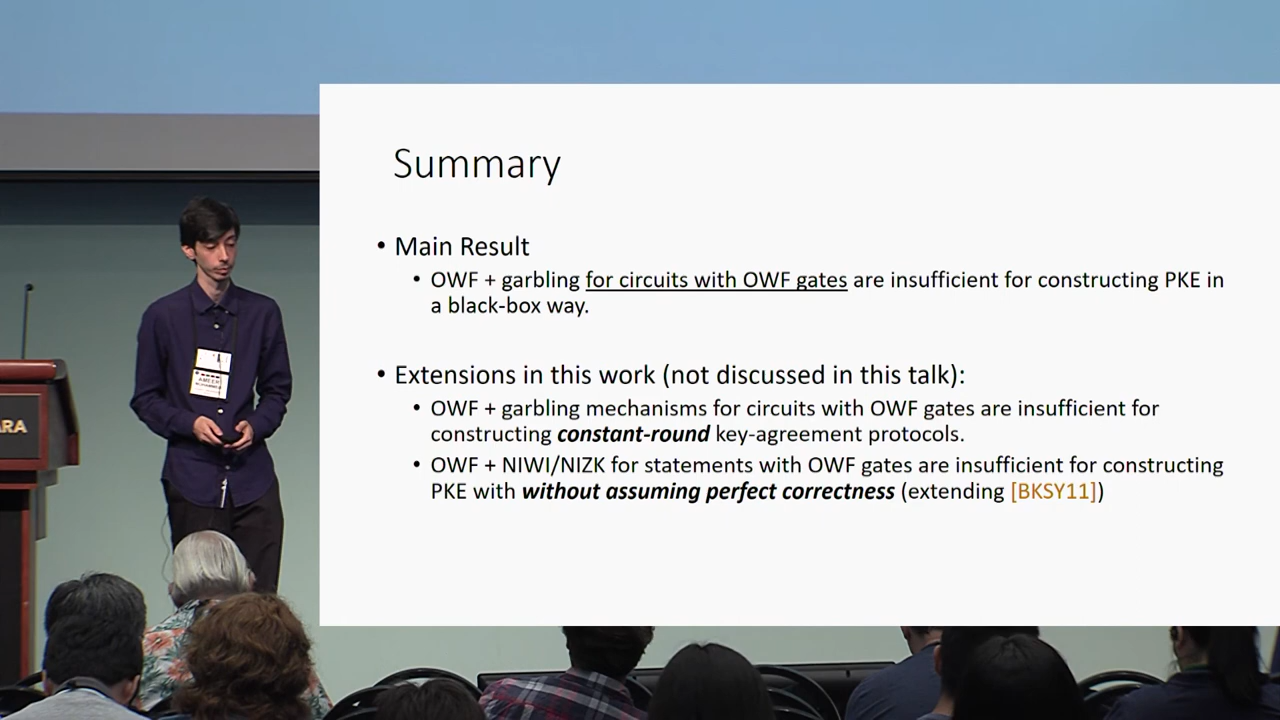 Summary
• Main Result
• OWF + garbling for circuits with OWF gates are insufficient for constructing PKE in
a black-box way.
• Extensions in this work (not discussed in this talk):
• OWF + garbling mechanisms for circuits with OWF gates are insufficient for
constructing constant-round key-agreement protocols.
• OWF + NIWI/NIZK for statements with OWF gates are insufficient for constructing
PKE with without assuming perfect correctness (extending [BKSY11])
ARA
AMEER